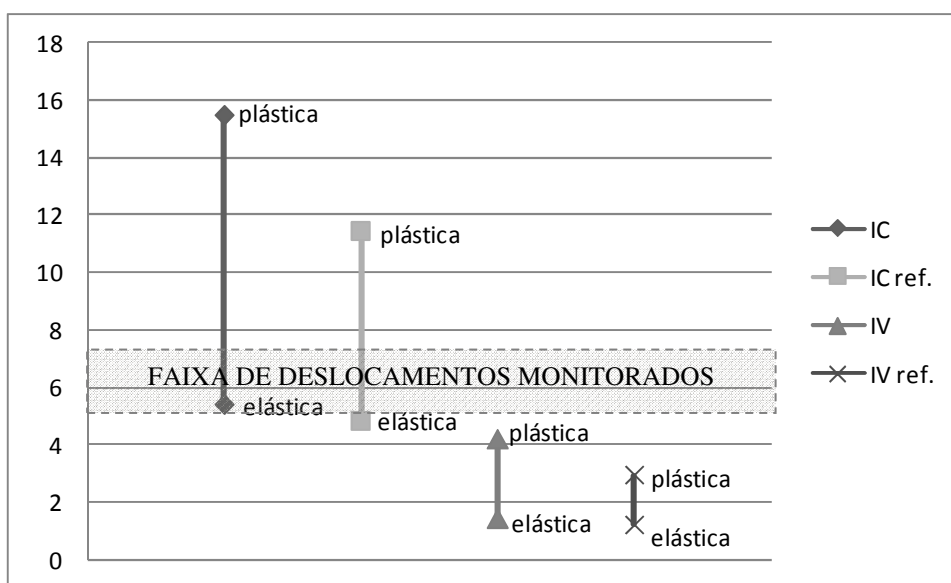 18
16
14
12
10
8
6
4
2
0
plástica
plástica
FAIXA DE DESLOCAMENTOS MONITORADOS
elástica
elástica
plástica
plástica
elástica
elástica
IC
IC ref.
IV
IV ref.